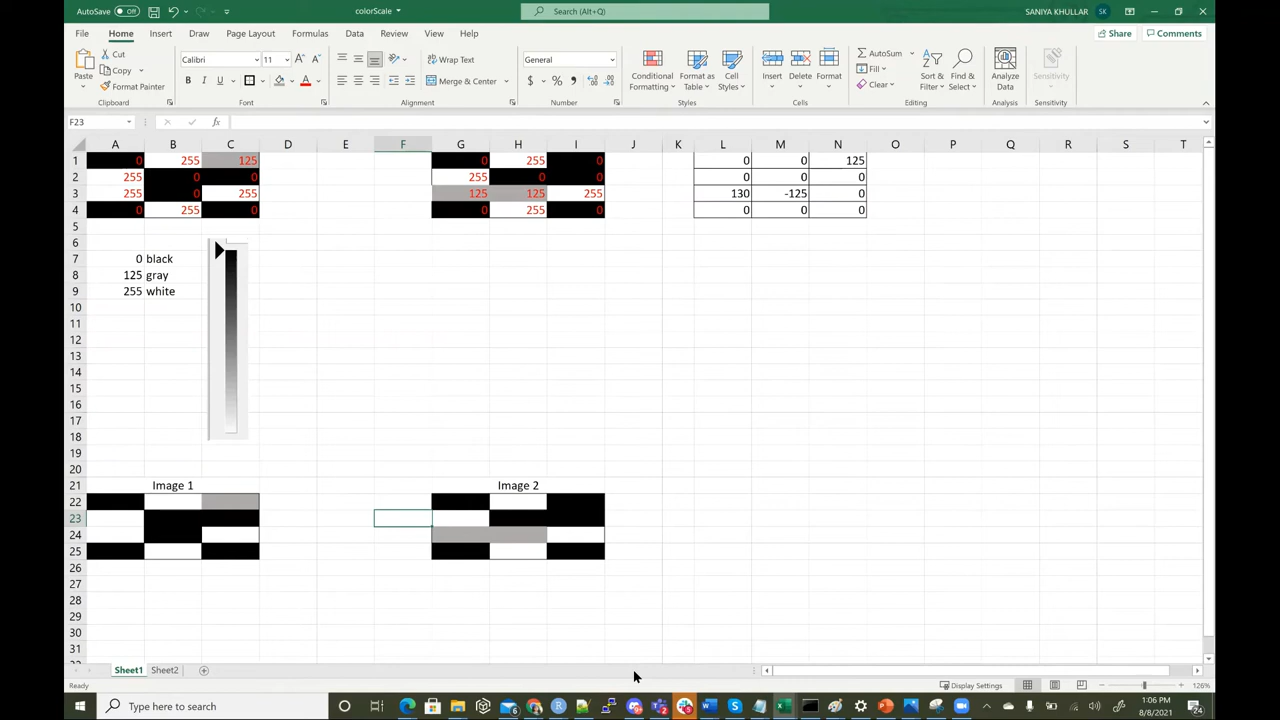 AutoSave Off colorScale Search (Alt+Q) SANIYA KHULLAR SK
File Home Insert Draw Page Layout Formulas Data Review View Help Share Comments
Paste Cut Copy Format Painter Clipboard
Calibri 11 B I U A Font
Wrap Text Merge & Center Alignment
General $ % Number
Conditional Formatting Format as Table Cell Styles Styles
Insert Delete Format Cells
AutoSum Fill Clear Sort & Filter Find & Select Editing
Analyze Data Analysis
Sensitivity Sensitivity
F23 fx
A B C D E F G H I J K L M N O P Q R S T
1 0 255 125 0 255 0 0 0 125
2 255 0 0 255 0 0 0 0 0
3 255 0 255 125 125 255 130 -125 0
4 0 255 0 0 255 0 0 0 0
5
6
7 0 black
8 125 gray
9 255 white
10
11
12
13
14
15
16
17
18
19
20
21 Image 1 Image 2
22
23
24
25
26
27
28
29
30
31
Sheet1 Sheet2
Ready Display Settings 126%
Type here to search 1:06 PM
8/8/2021 24